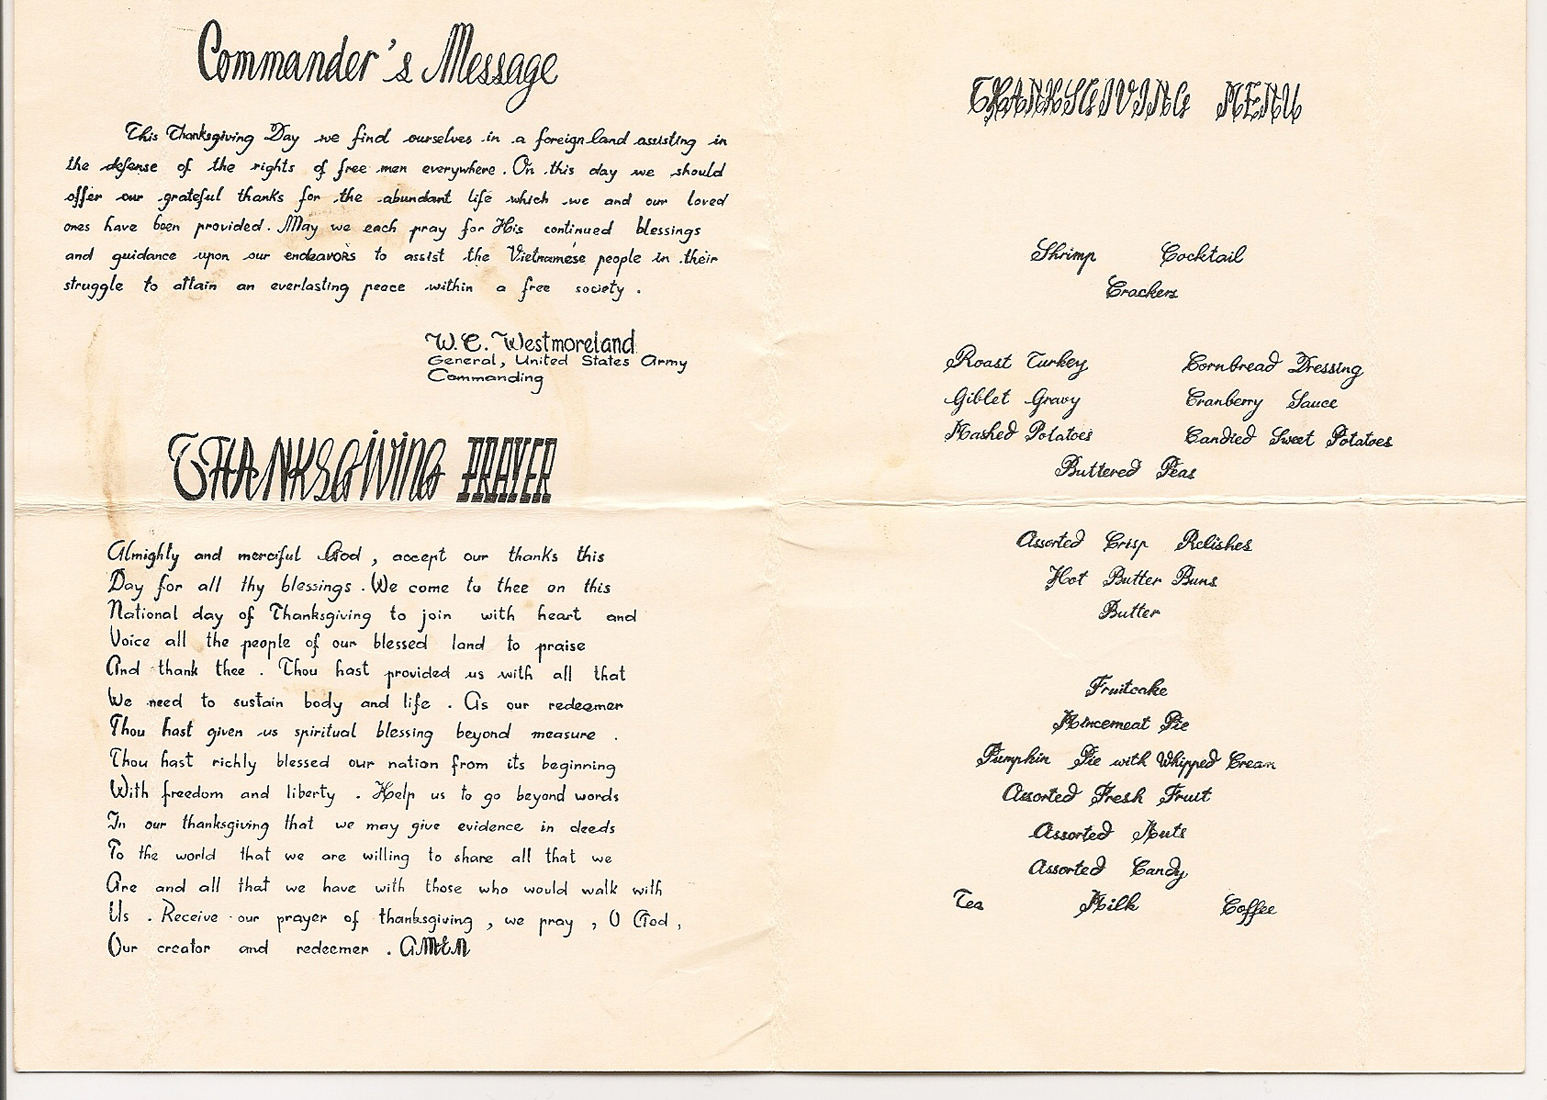 Commander's Message
This Thanksgiving Day we find ourselves in a foreign land assisting in
the defense of the rights of free men everywhere. On this day we should
offer our grateful thanks for the abundant life which we and our loved
ones have been provided. May we each pray for His continued blessings
and guidance upon our endeavors to assist the Vietnamese people in their
struggle to attain an everlasting peace within a free society.
W.C. Westmoreland
General, United States Army
Commanding
THANKSGIVING PRAYER
Almighty and merciful God, accept our thanks this
Day for all thy blessings. We come to thee on this
National day of Thanksgiving to join with heart and
Voice all the people of our blessed land to praise
And thank thee. Thou hast provided us with all that
We need to sustain body and life. As our redeemer
Thou hast given us spiritual blessing beyond measure.
Thou hast richly blessed our nation from its beginning
With freedom and liberty. Help us to go beyond words
In our thanksgiving that we may give evidence in deeds
To the world that we are willing to share all that we
Are and all that we have with those who would walk with
Us. Receive our prayer of thanksgiving, we pray, O God,
Our creator and redeemer. AMEN
THANKSGIVING MENU
Shrimp Cocktail
Crackers
Roast Turkey Cornbread Dressing
Giblet Gravy Cranberry Sauce
Mashed Potatoes Candied Sweet Potatoes
Buttered Peas
Assorted Crisp Relishes
Hot Butter Buns
Butter
Fruitcake
Mincemeat Pie
Pumpkin Pie with Whipped Cream
Assorted Fresh Fruit
Assorted Nuts
Assorted Candy
Tea Milk Coffee